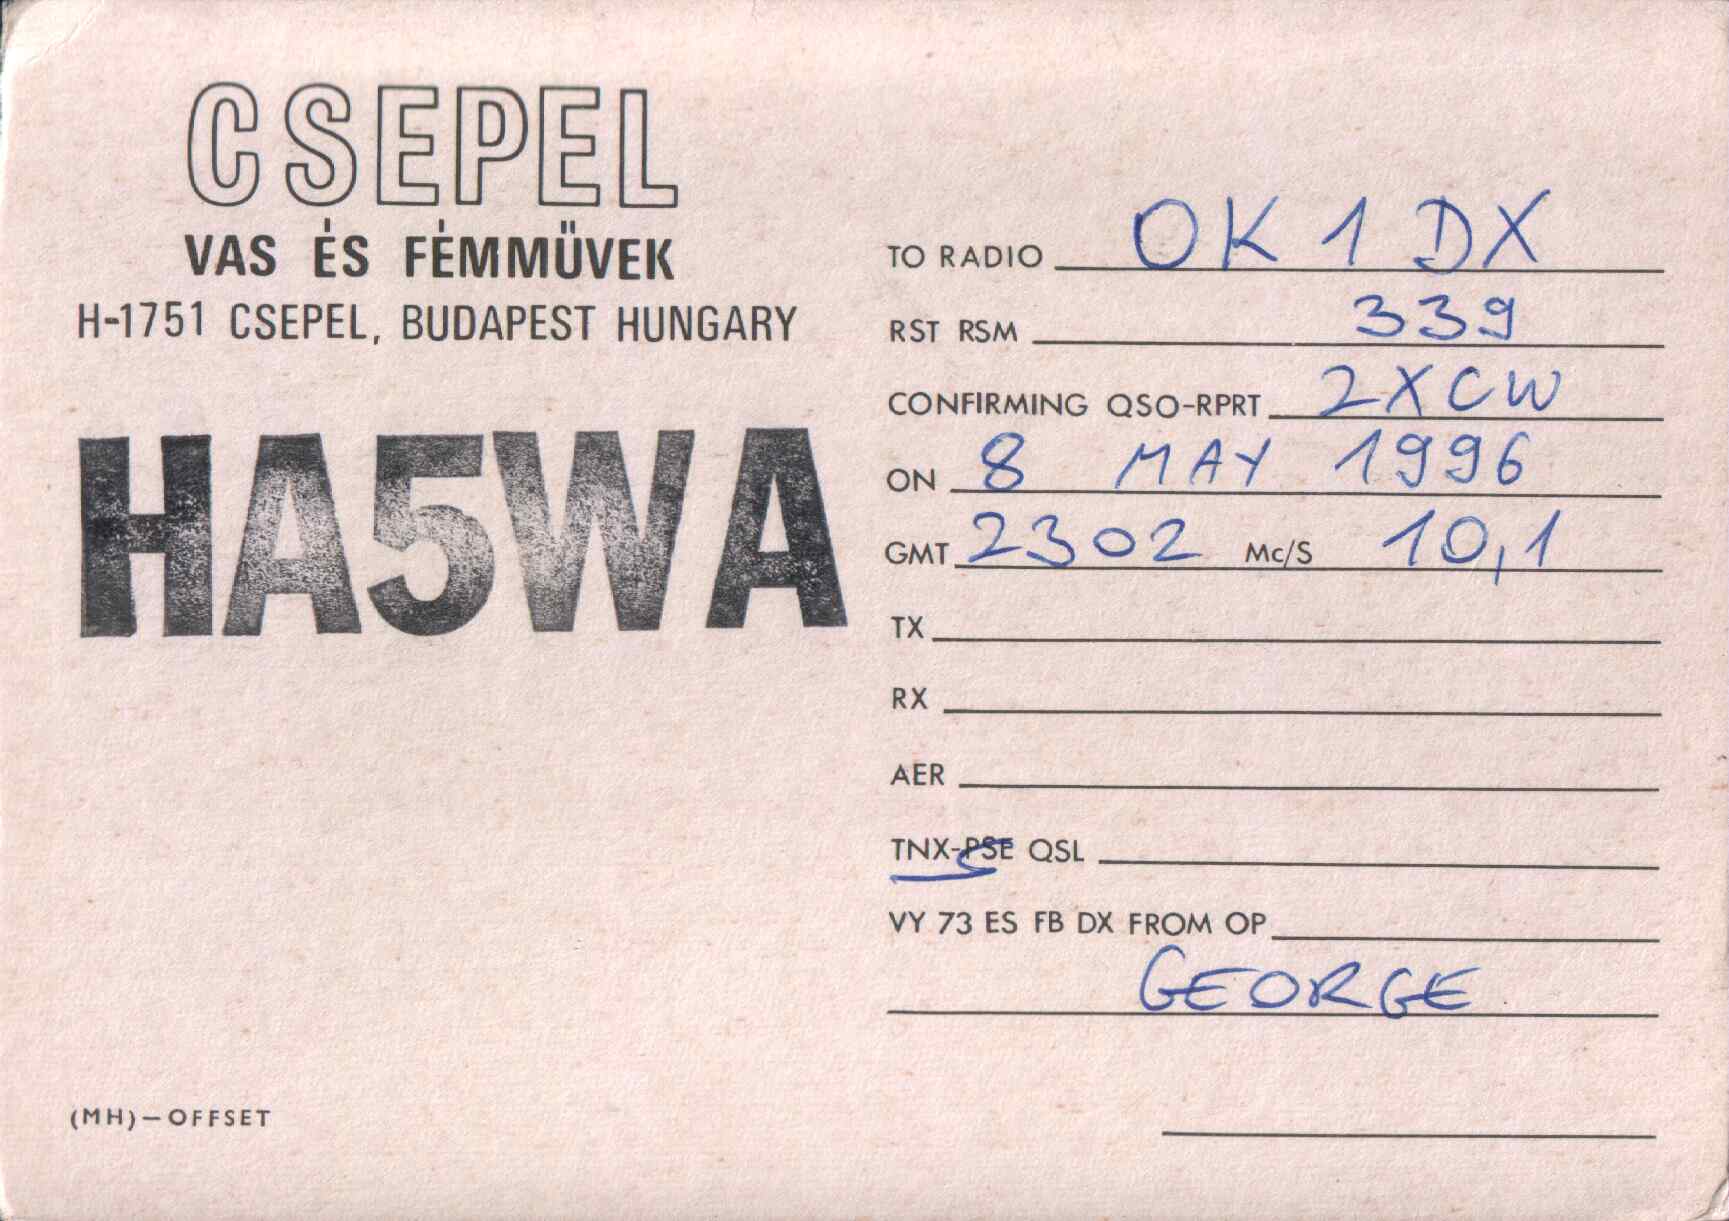 CSEPEL
VAS ÉS FÉMMÜVEK
H-1751 CSEPEL, BUDAPEST HUNGARY
HA5WA
TO RADIO OK1DX
RST RSM 339
CONFIRMING QSO-RPRT 2XCW
ON 8 MAY 1996
GMT 2302 Mc/S 10,1
TX
RX
AER
TNX-PSE QSL
VY 73 ES FB DX FROM OP
GEORGE
(MH)—OFFSET